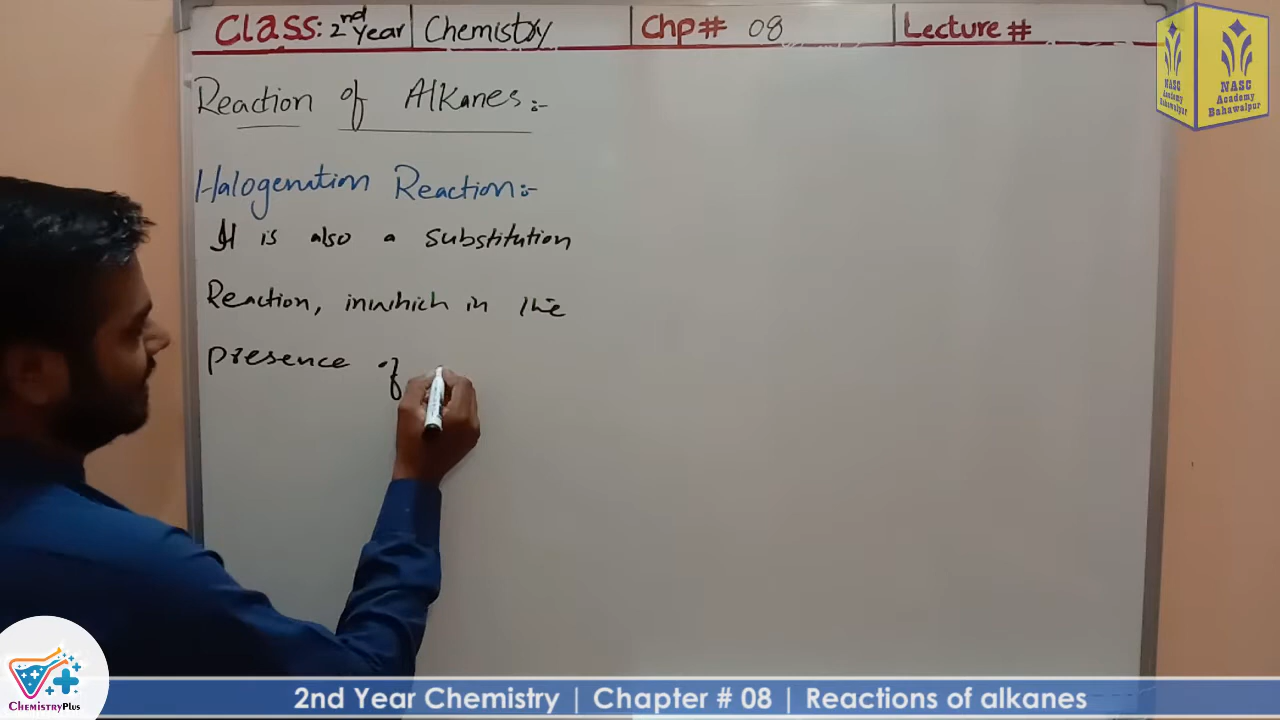 Class: 2nd Year | Chemistry | Chp# 08 | Lecture #
NASC
Academy
Bahawalpur
NASC
Academy
Bahawalpur
Reaction of Alkanes:-
Halogenation Reaction:-
It is also a substitution
Reaction, inwhich in the
presence of
ChemistryPlus
2nd Year Chemistry | Chapter # 08 | Reactions of alkanes